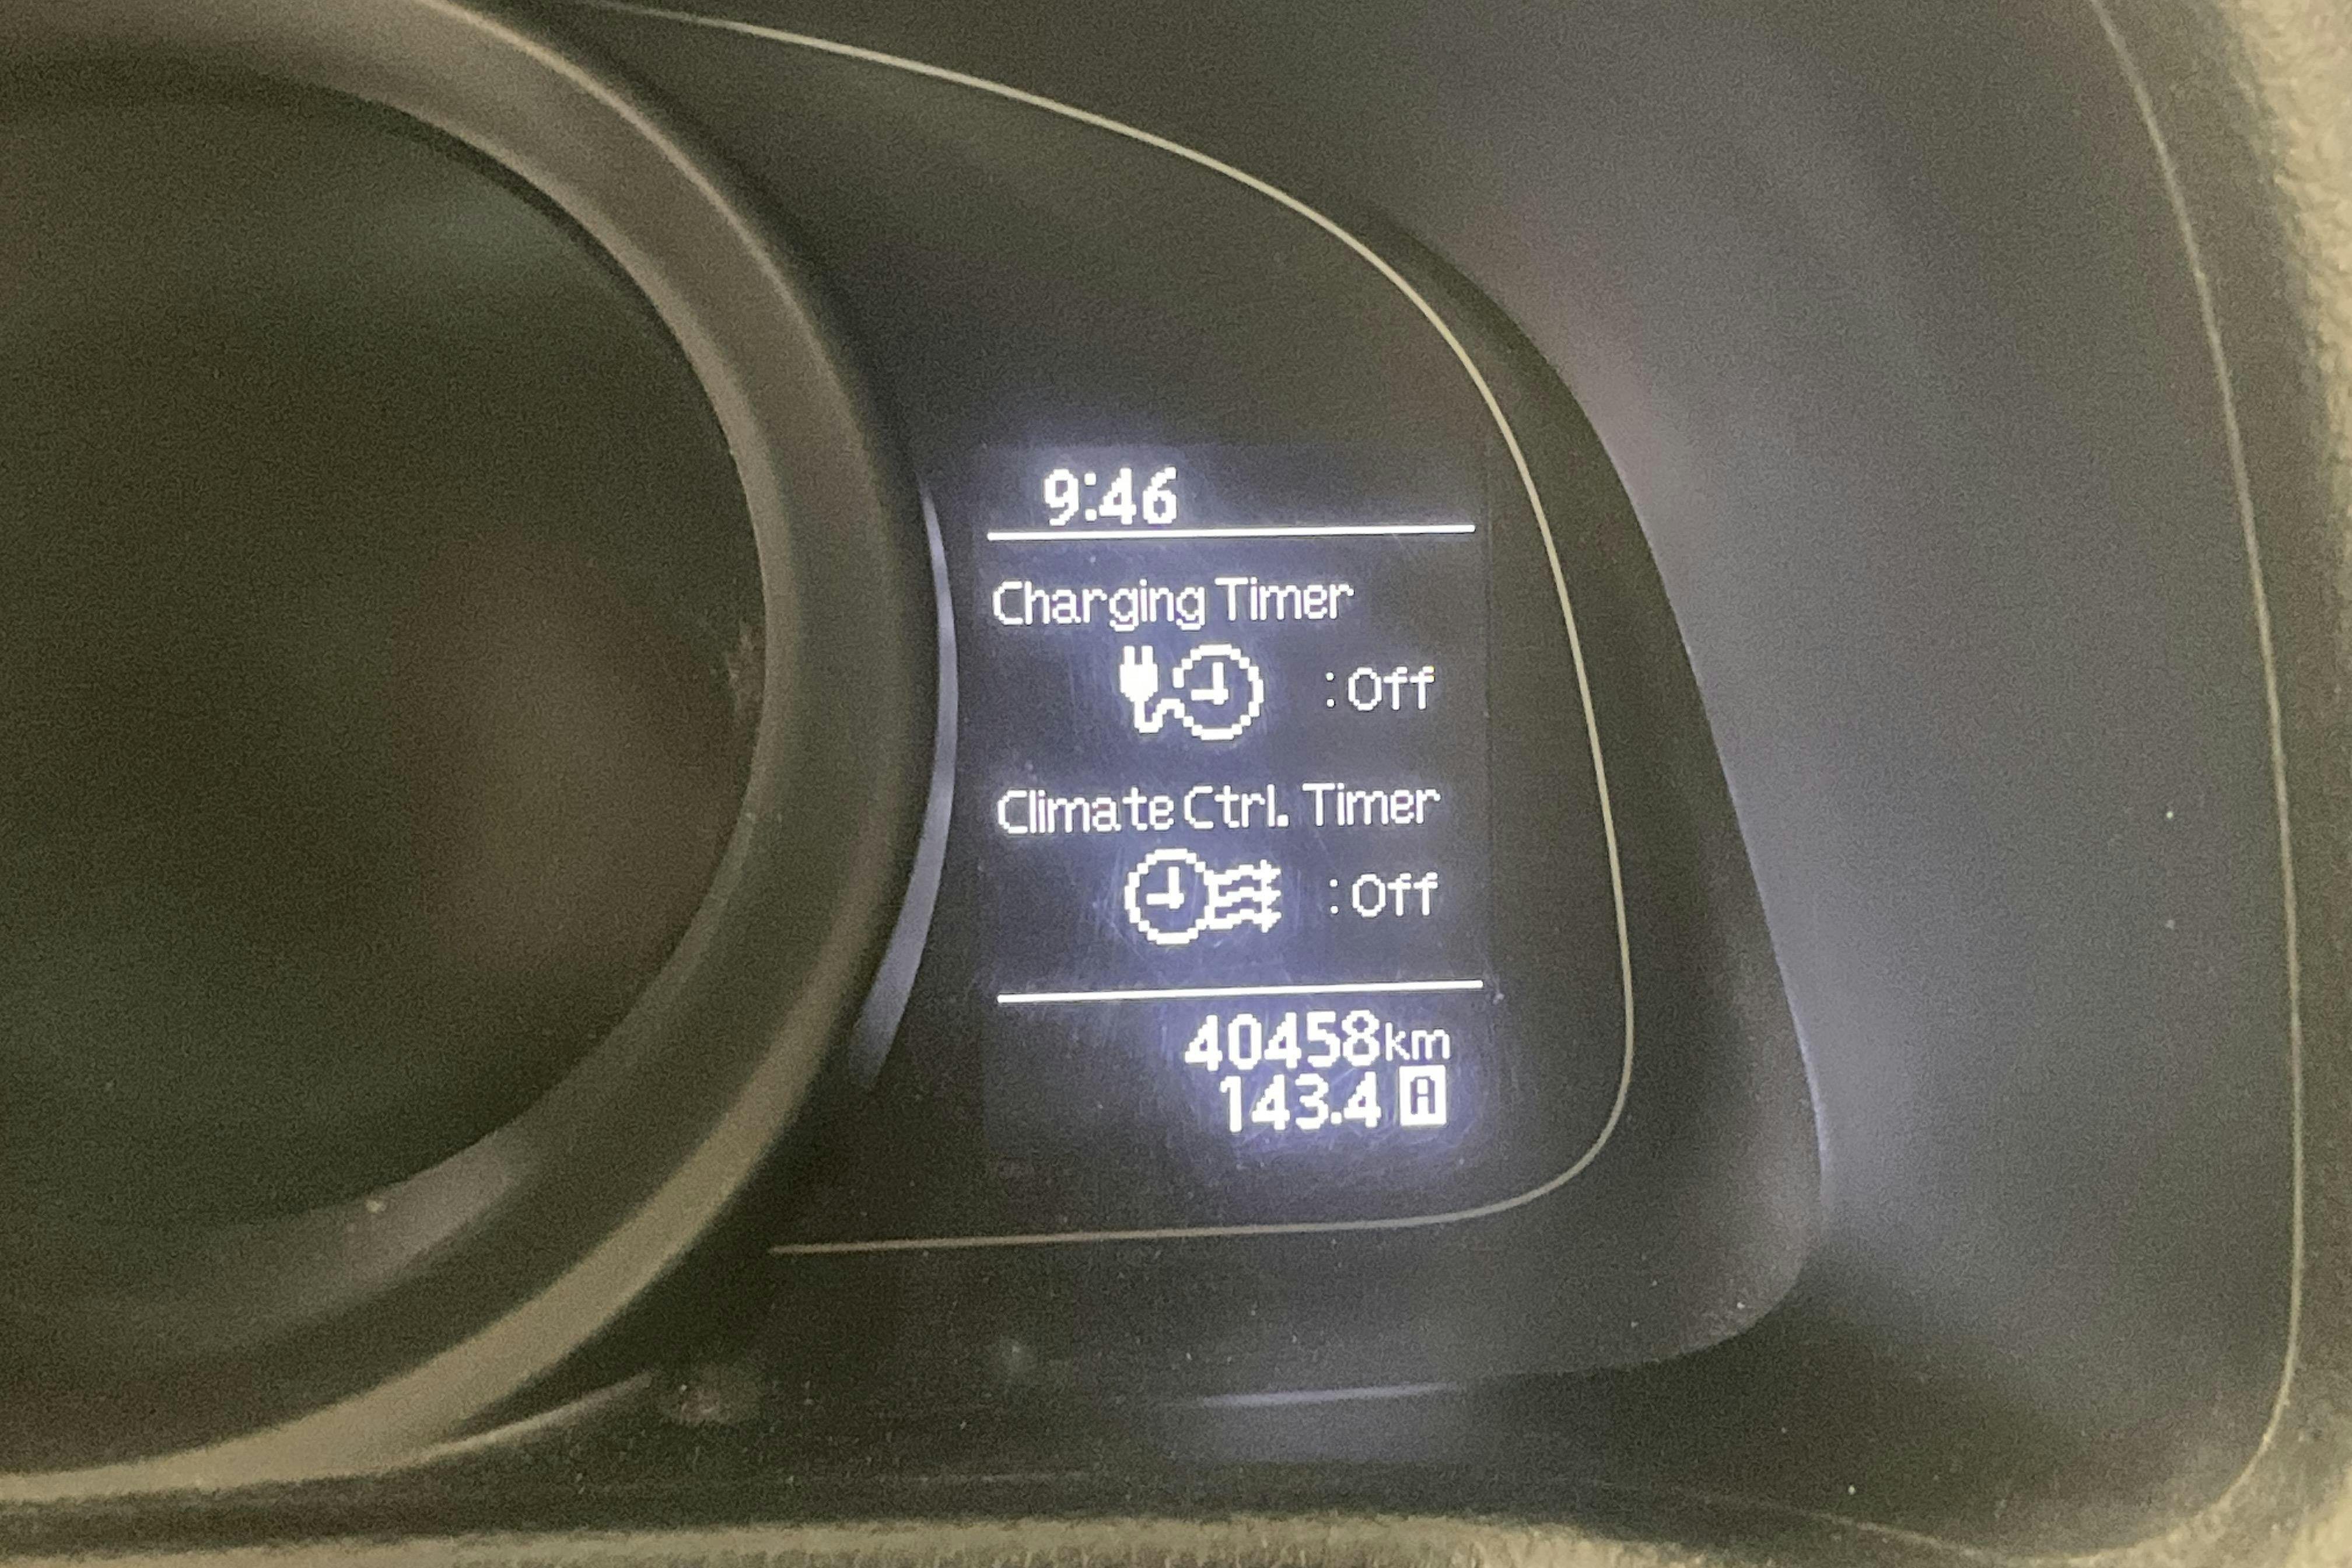 9:46
Charging Timer
: Off
Climate Ctrl. Timer
: Off
40458km
143.4 A